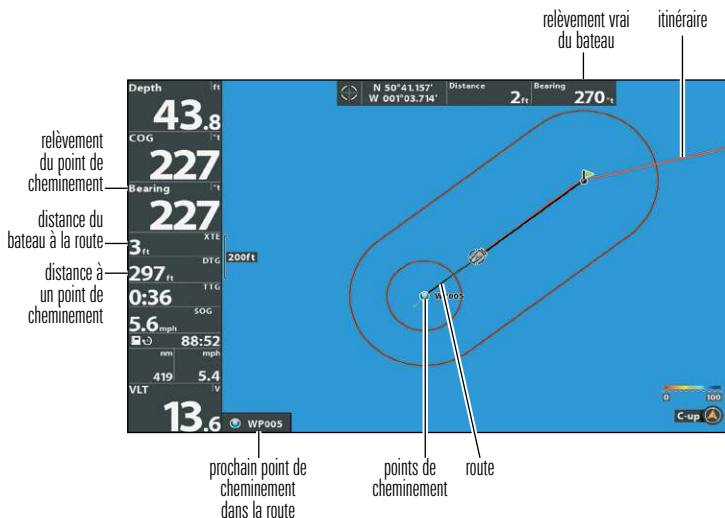 relèvement vrai
du bateau
itinéraire
Depth ft
43.8
COG °t
227
Bearing °t
227
XTE
3ft
DTG
297ft
TTG
0:36
SOG
5.6mph
88:52
nm mph
419 5.4
VLT V
13.6
N 50°41.157'
W 001°03.714'
Distance
2ft
Bearing
270°t
200ft
WP005
0 100
C-up
WP005
relèvement
du point de
cheminement
distance du
bateau à la route
distance à
un point de
cheminement
prochain point de
cheminement
dans la route
points de
cheminement
route